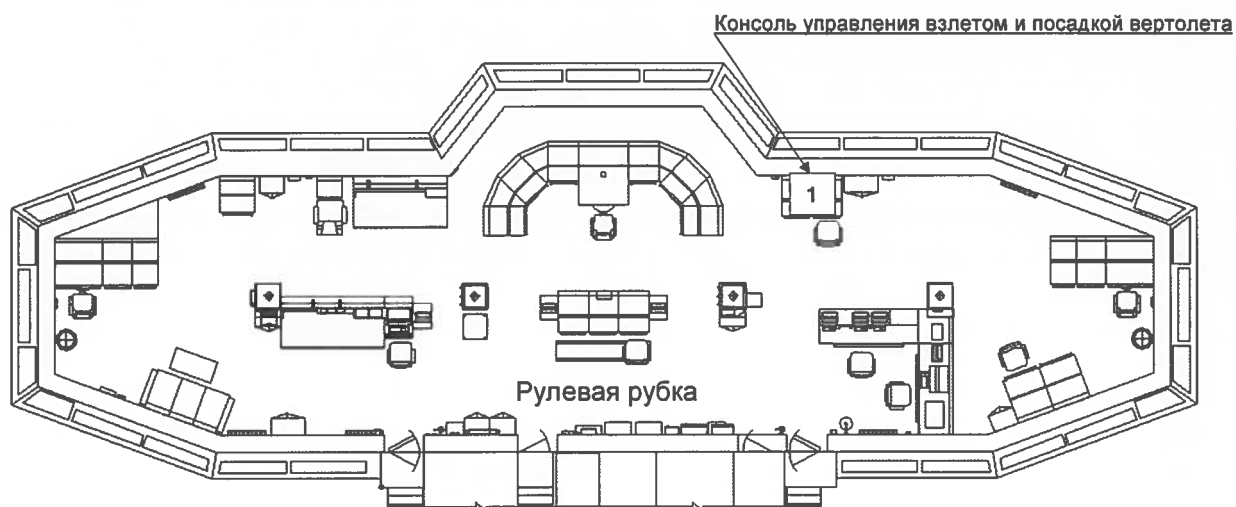 Консоль управления взлетом и посадкой вертолета
1
Рулевая рубка